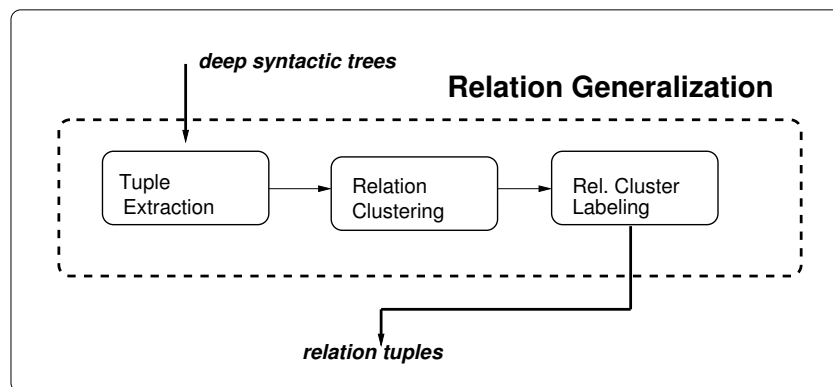 deep syntactic trees
Relation Generalization
Tuple
Extraction
Relation
Clustering
Rel. Cluster
Labeling
relation tuples